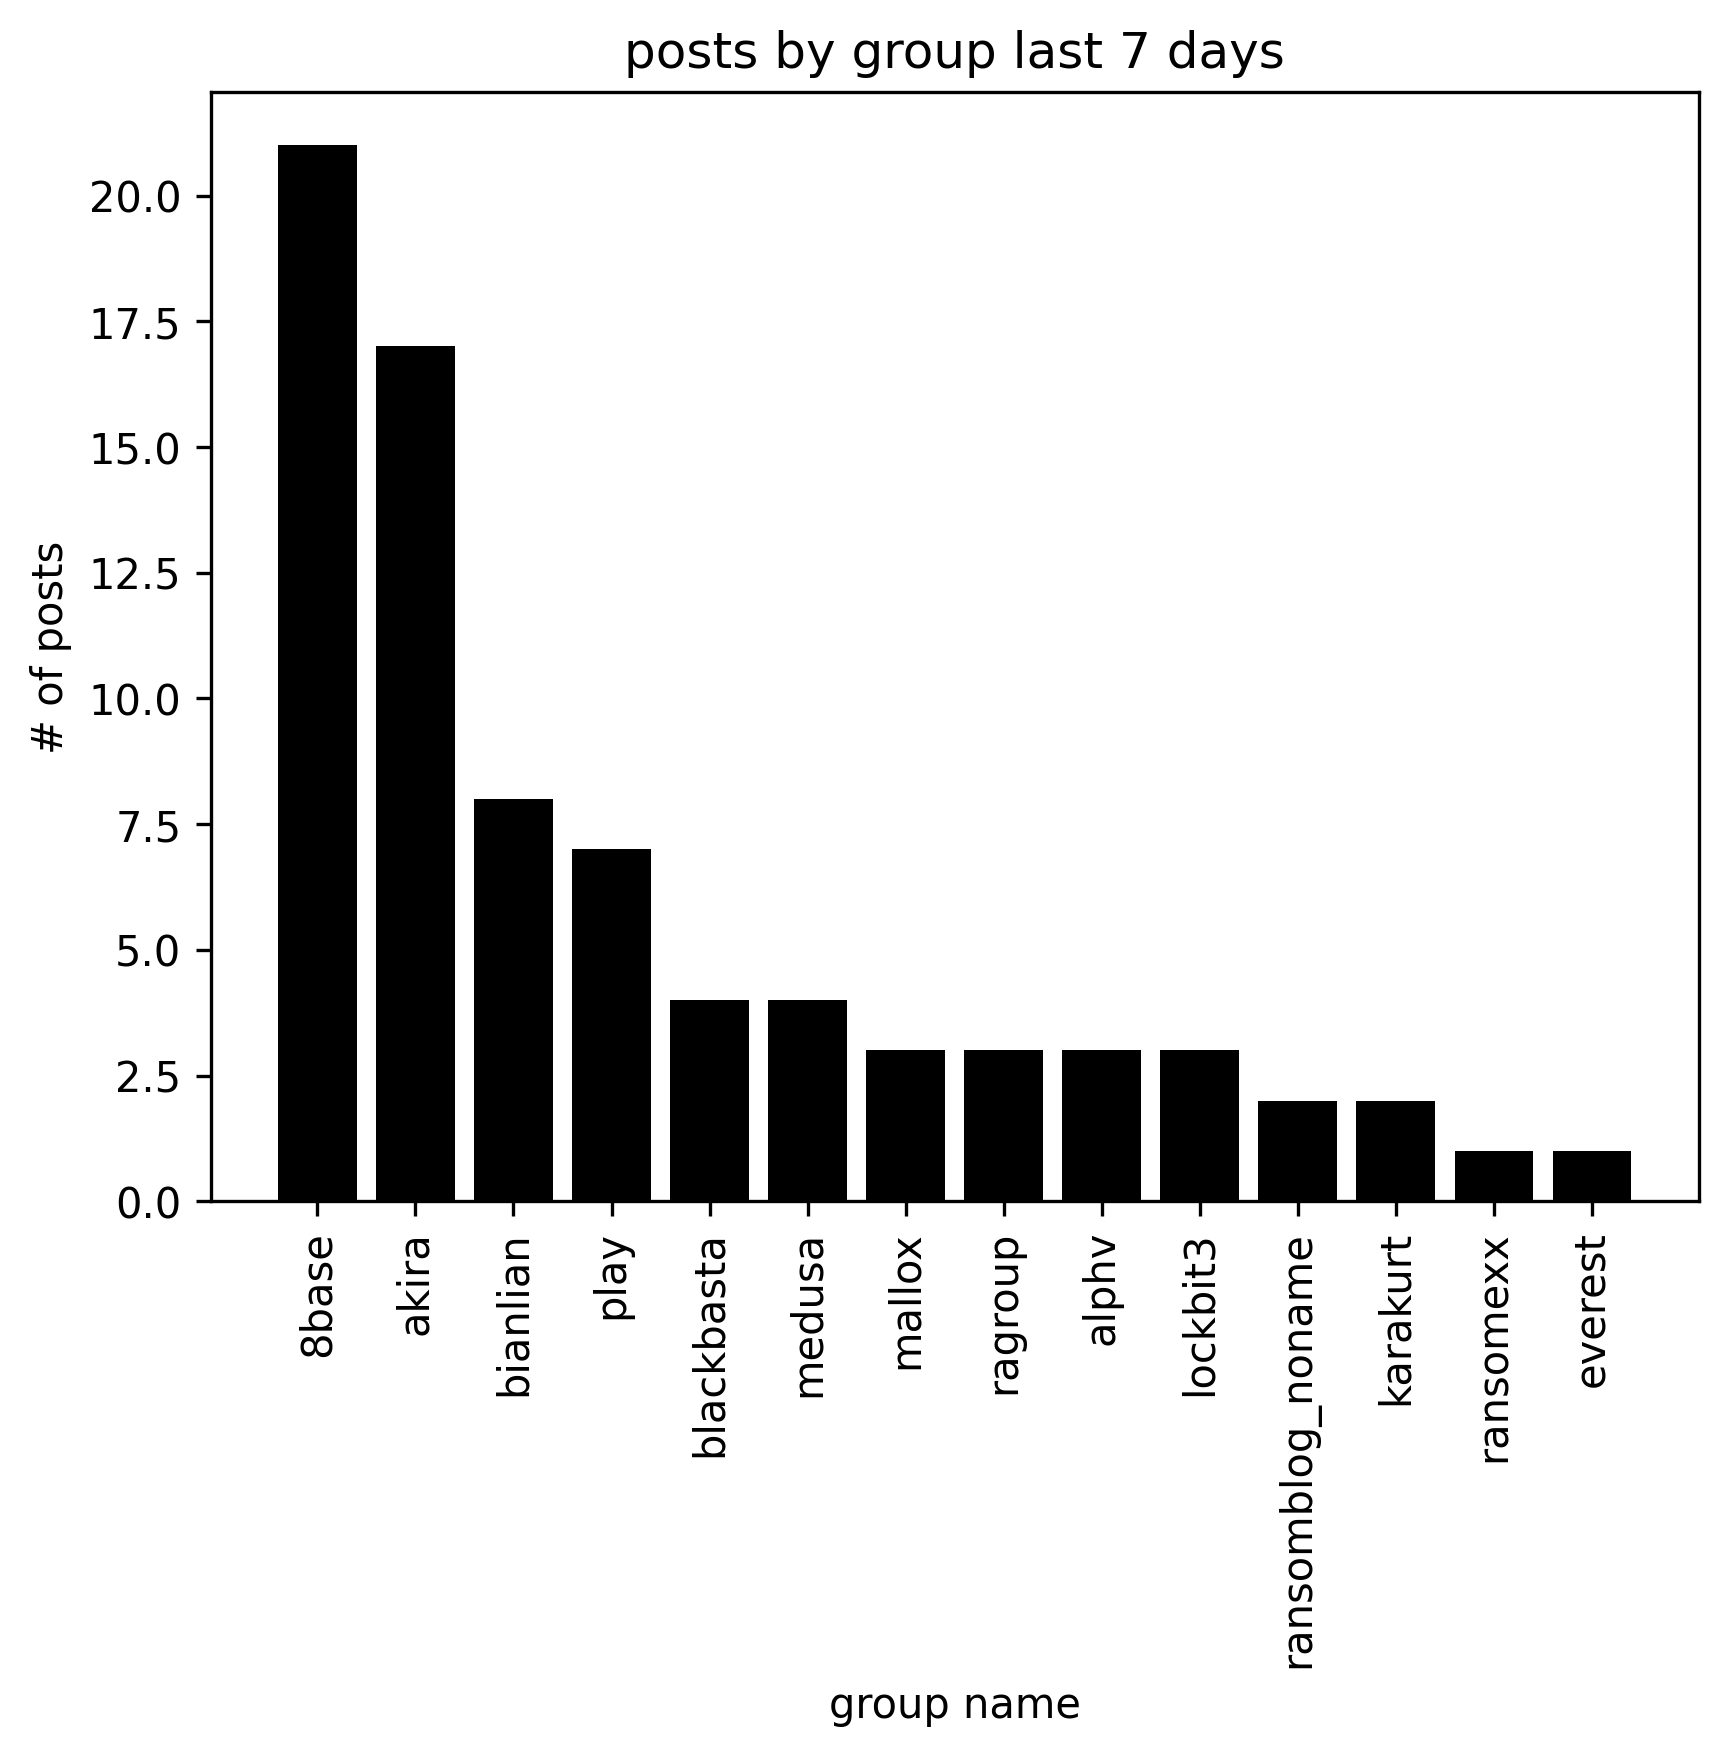 posts by group last 7 days
# of posts
20.0
17.5
15.0
12.5
10.0
7.5
5.0
2.5
0.0
8base
akira
bianlian
play
blackbasta
medusa
mallox
ragroup
alphv
lockbit3
ransomblog_noname
karakurt
ransomexx
everest
group name